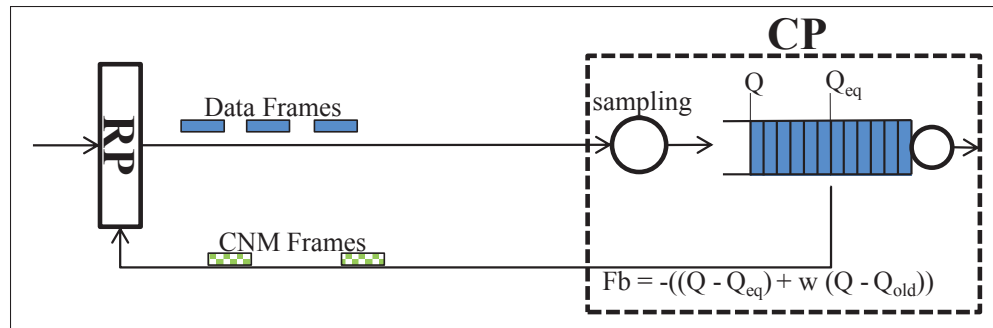 CP
Q
Q_eq
sampling
Data Frames
RP
CNM Frames
Fb = -((Q - Q_eq) + w (Q - Q_old))